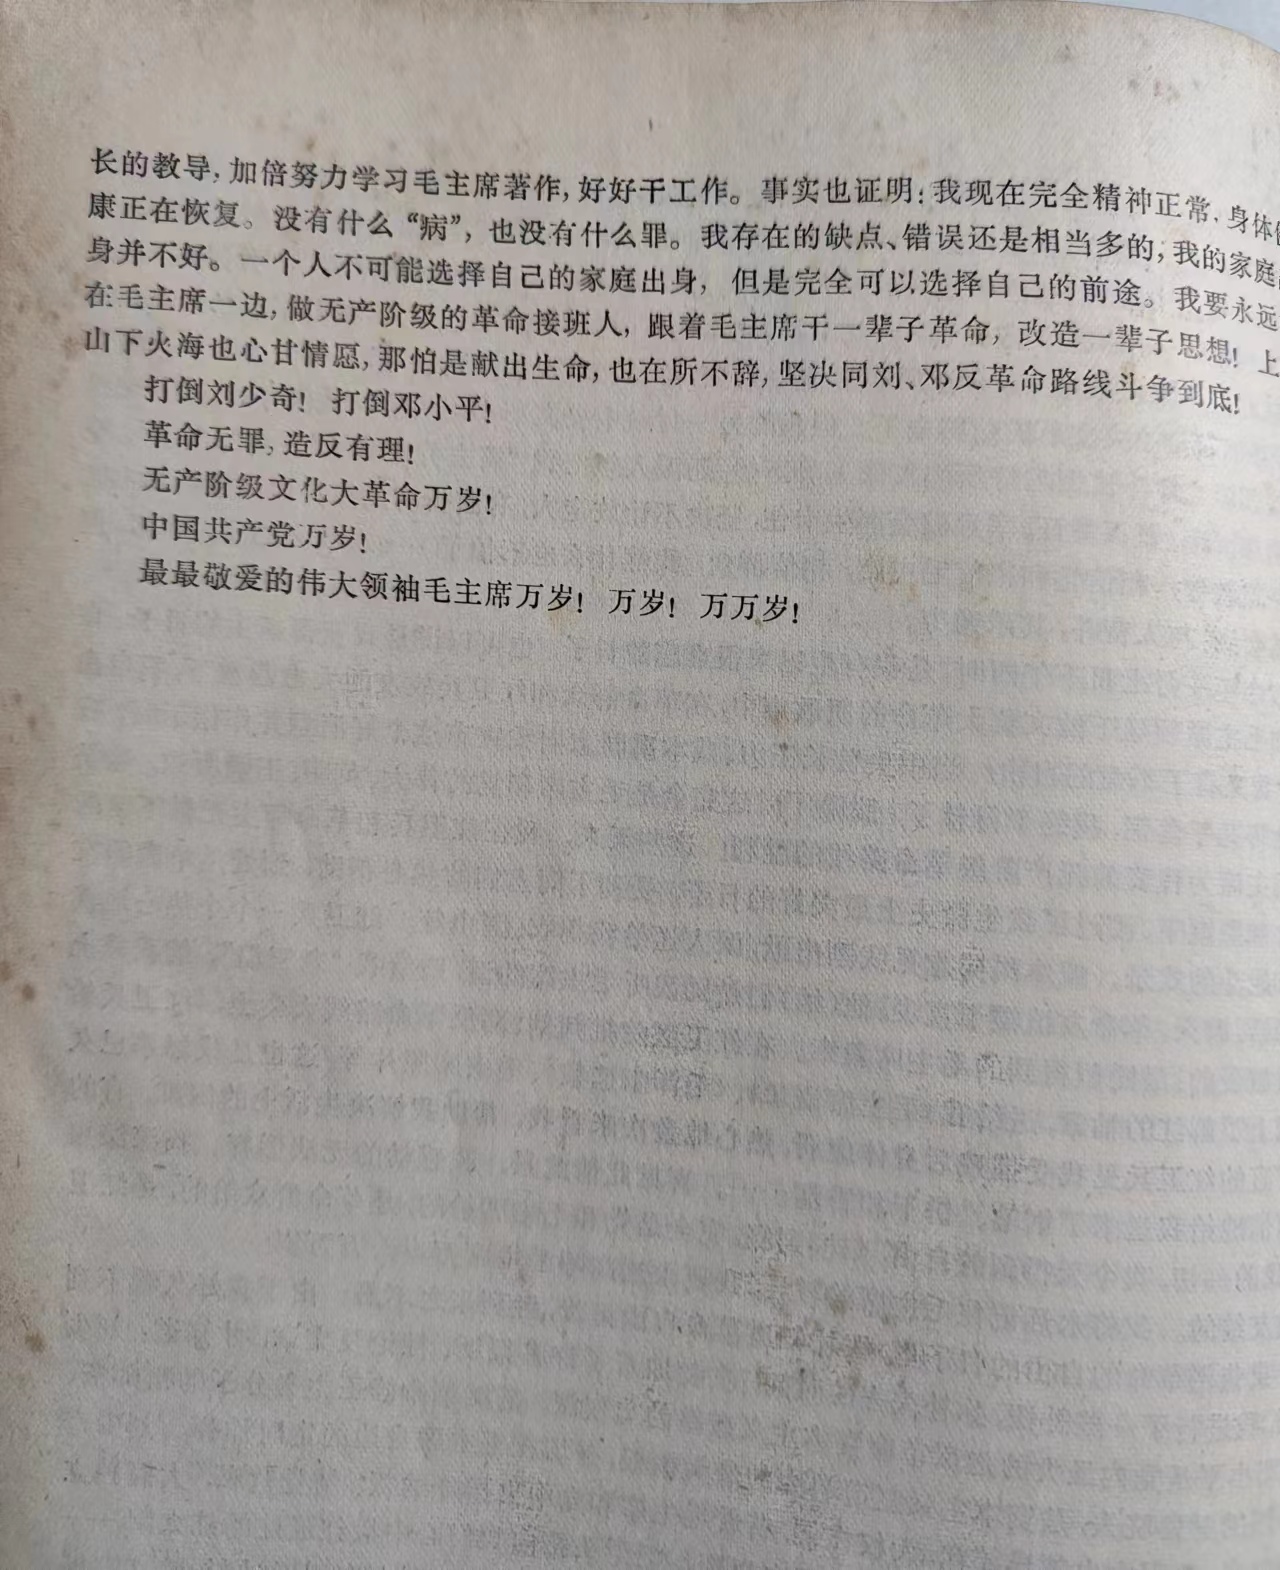 长的教导,加倍努力学习毛主席著作,好好干工作。事实也证明:我现在完全精神正常,身体
康正在恢复。没有什么“病”,也没有什么罪。我存在的缺点、错误还是相当多的,我的家庭
身并不好。一个人不可能选择自己的家庭出身,但是完全可以选择自己的前途。我要永远
在毛主席一边,做无产阶级的革命接班人,跟着毛主席干一辈子革命,改造一辈子思想!上
山下火海也心甘情愿,那怕是献出生命,也在所不辞,坚决同刘、邓反革命路线斗争到底!
打倒刘少奇!打倒邓小平!
革命无罪,造反有理!
无产阶级文化大革命万岁!
中国共产党万岁!
最最敬爱的伟大领袖毛主席万岁!万岁!万万岁!